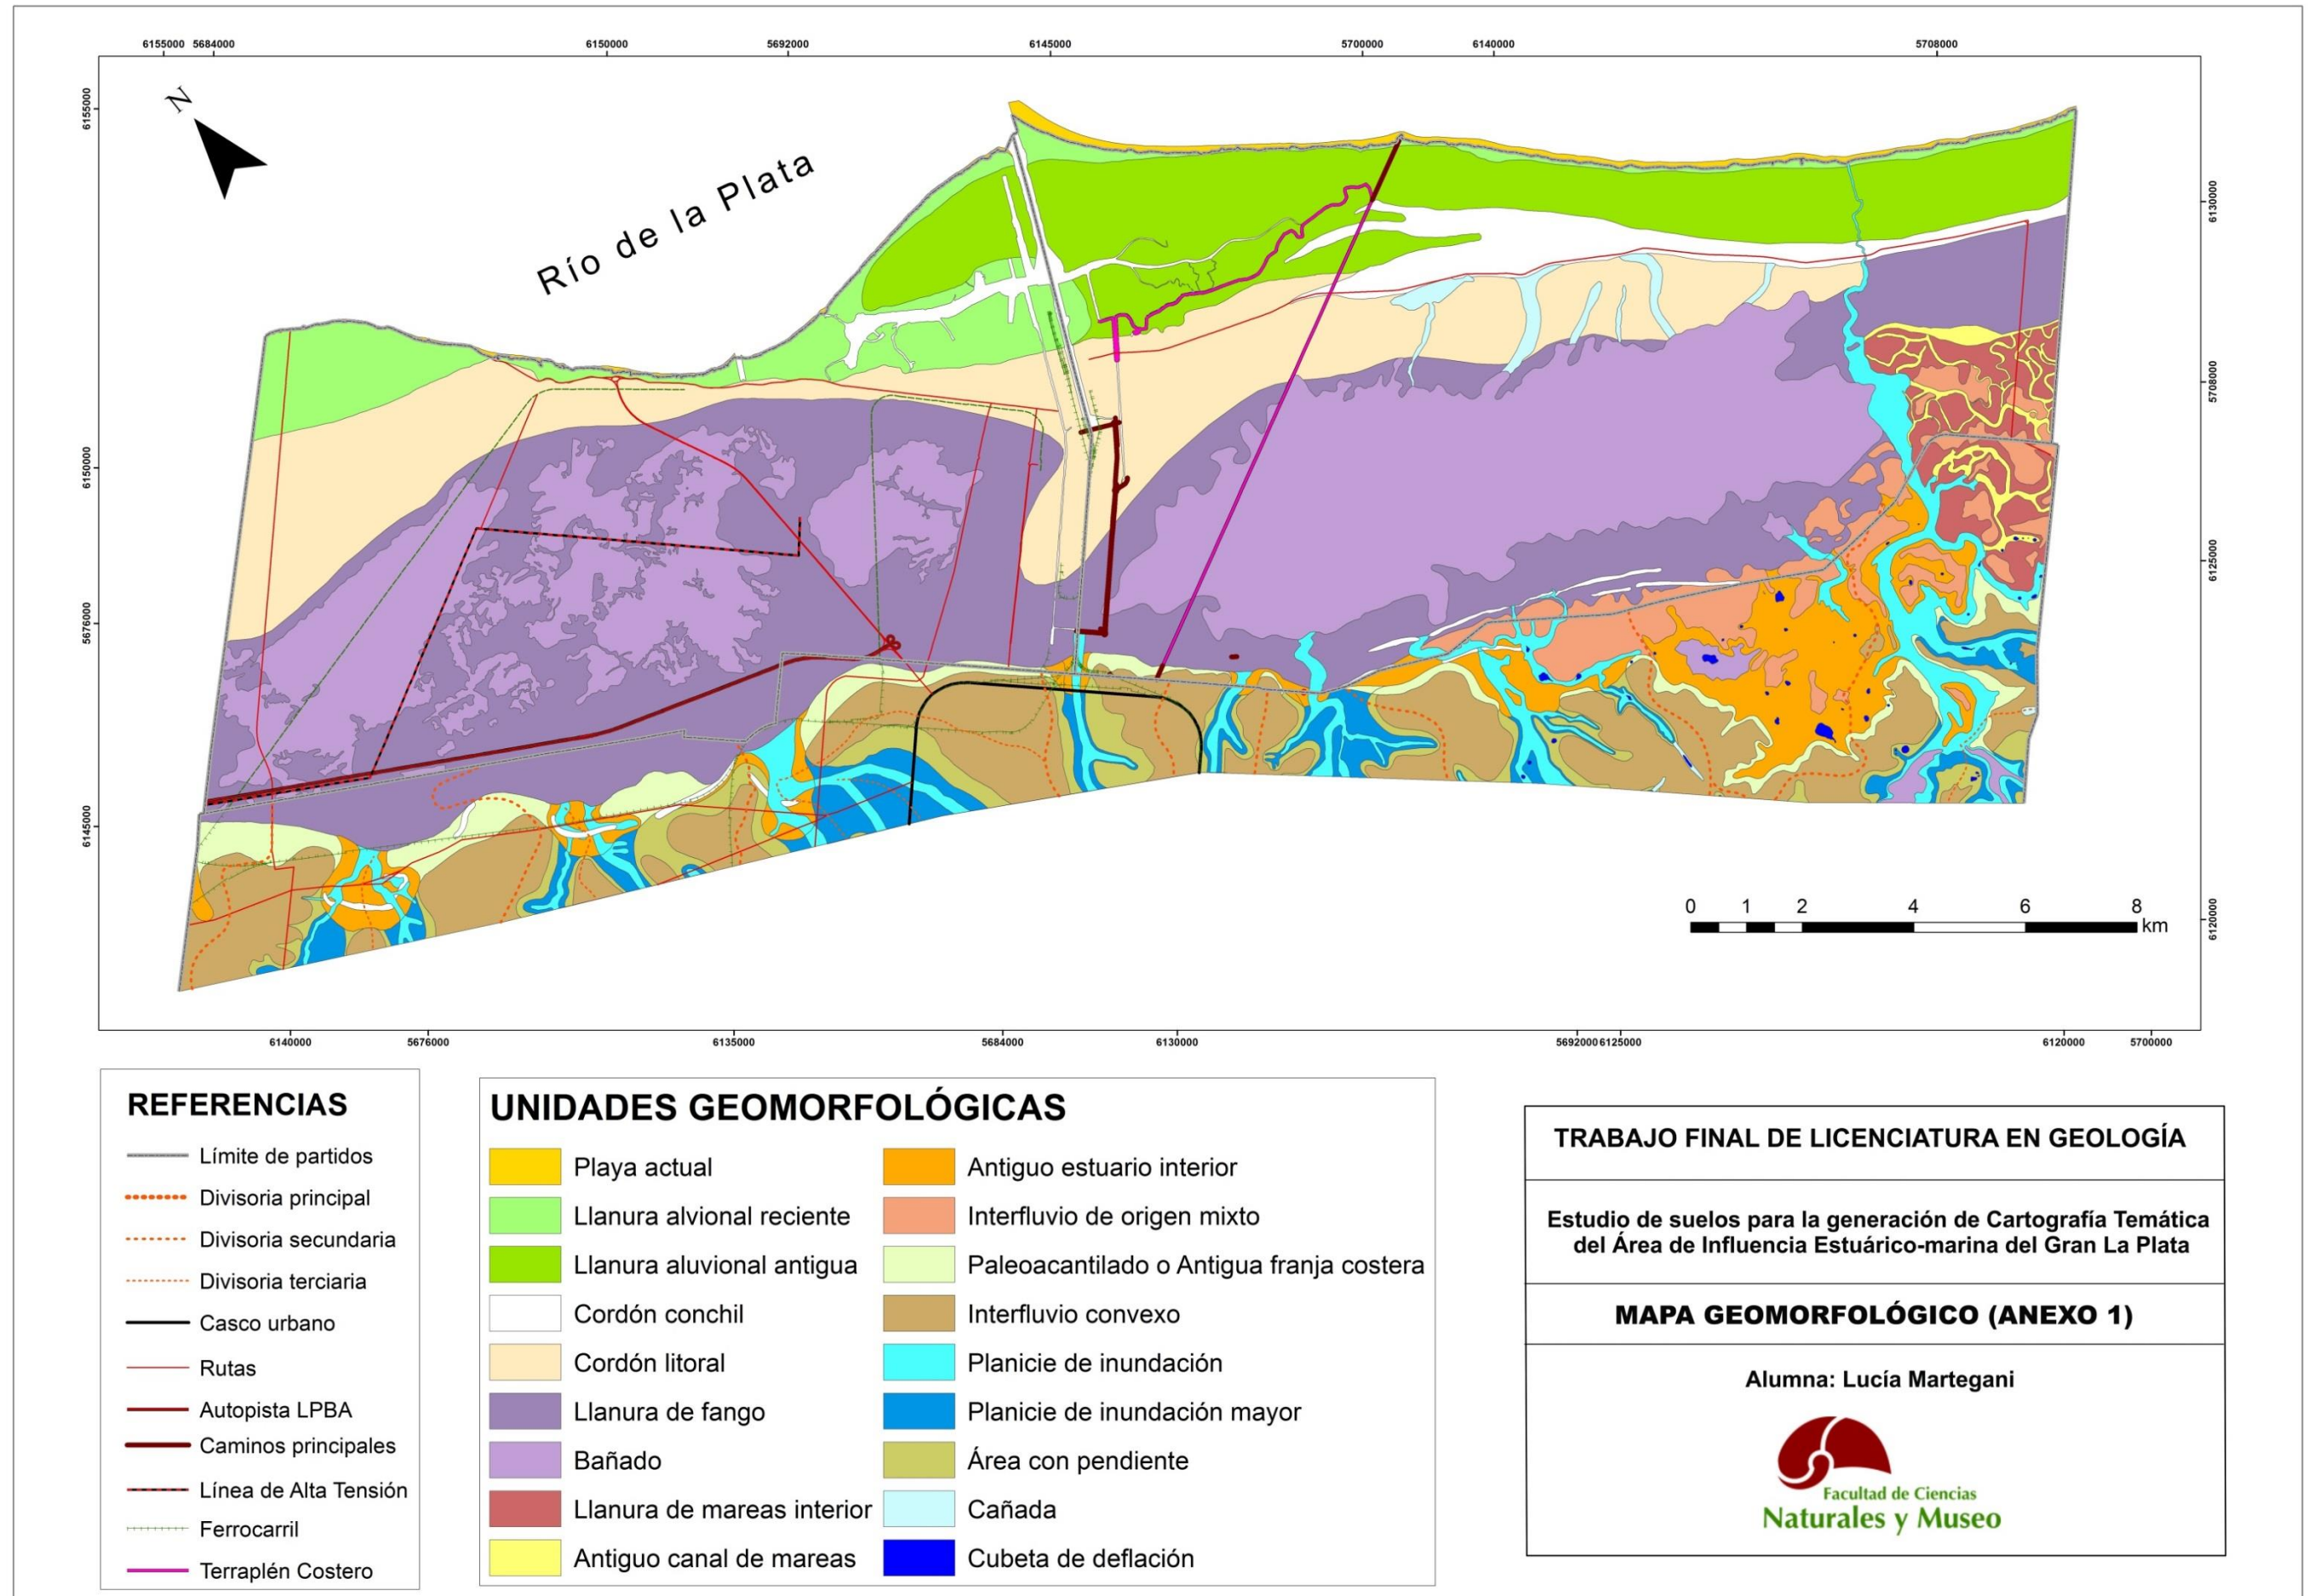 6155000 5684000 6150000 5692000 6145000 5700000 6140000 5708000
6155000
6150000
5676000
6145000
N
Río de la Plata
6130000
5708000
6125000
6120000
0 1 2 4 6 8
km
6140000 5676000 6135000 5684000 6130000 5692000 6125000 6120000 5700000
REFERENCIAS
Límite de partidos
Divisoria principal
Divisoria secundaria
Divisoria terciaria
Casco urbano
Rutas
Autopista LPBA
Caminos principales
Línea de Alta Tensión
Ferrocarril
Terraplén Costero
UNIDADES GEOMORFOLÓGICAS
Playa actual
Llanura alvional reciente
Llanura aluvional antigua
Cordón conchil
Cordón litoral
Llanura de fango
Bañado
Llanura de mareas interior
Antiguo canal de mareas
Antiguo estuario interior
Interfluvio de origen mixto
Paleoacantilado o Antigua franja costera
Interfluvio convexo
Planicie de inundación
Planicie de inundación mayor
Área con pendiente
Cañada
Cubeta de deflación
TRABAJO FINAL DE LICENCIATURA EN GEOLOGÍA
Estudio de suelos para la generación de Cartografía Temática
del Área de Influencia Estuárico-marina del Gran La Plata
MAPA GEOMORFOLÓGICO (ANEXO 1)
Alumna: Lucía Martegani
Facultad de Ciencias
Naturales y Museo